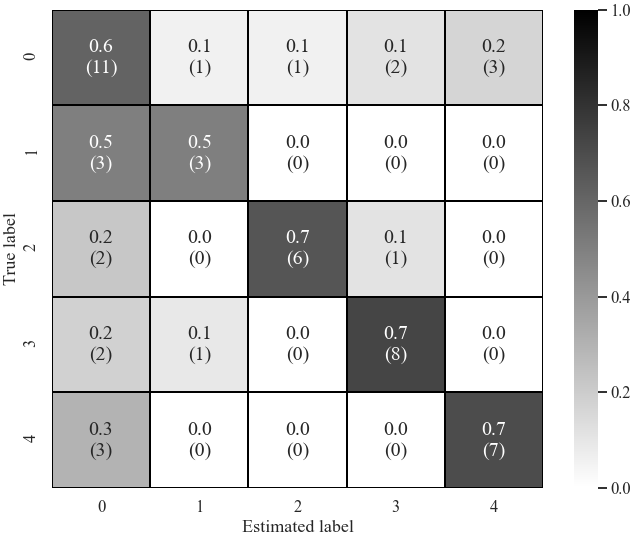 0.6 0.1 0.1 0.1 0.2
(11) (1) (1) (2) (3)
0.5 0.5 0.0 0.0 0.0
(3) (3) (0) (0) (0)
0.2 0.0 0.7 0.1 0.0
(2) (0) (6) (1) (0)
0.2 0.1 0.0 0.7 0.0
(2) (1) (0) (8) (0)
0.3 0.0 0.0 0.0 0.7
(3) (0) (0) (0) (7)
0 1 2 3 4
Estimated label
0
1
2
3
4
True label
1.0
0.8
0.6
0.4
0.2
0.0